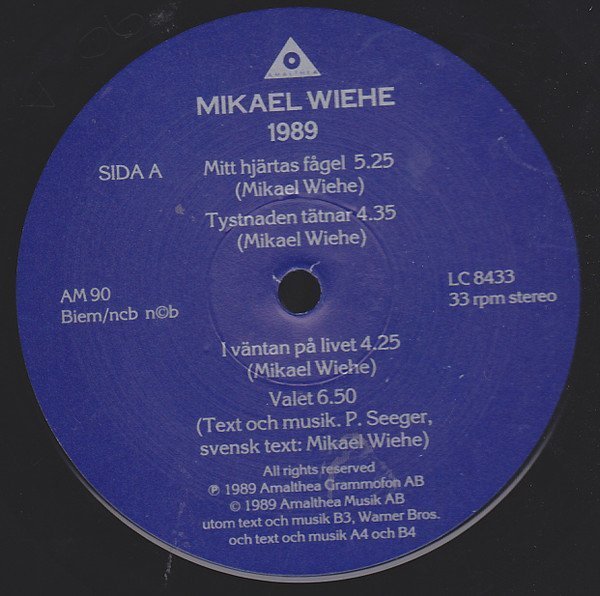 AMALTHEA
MIKAEL WIEHE
1989
SIDA A
Mitt hjärtas fågel 5.25
(Mikael Wiehe)
Tystnaden tätnar 4.35
(Mikael Wiehe)
AM 90
Biem/ncb n©b
LC 8433
33 rpm stereo
I väntan på livet 4.25
(Mikael Wiehe)
Valet 6.50
(Text och musik. P. Seeger,
svensk text: Mikael Wiehe)
All rights reserved
℗ 1989 Amalthea Grammofon AB
© 1989 Amalthea Musik AB
utom text och musik B3, Warner Bros.
och text och musik A4 och B4